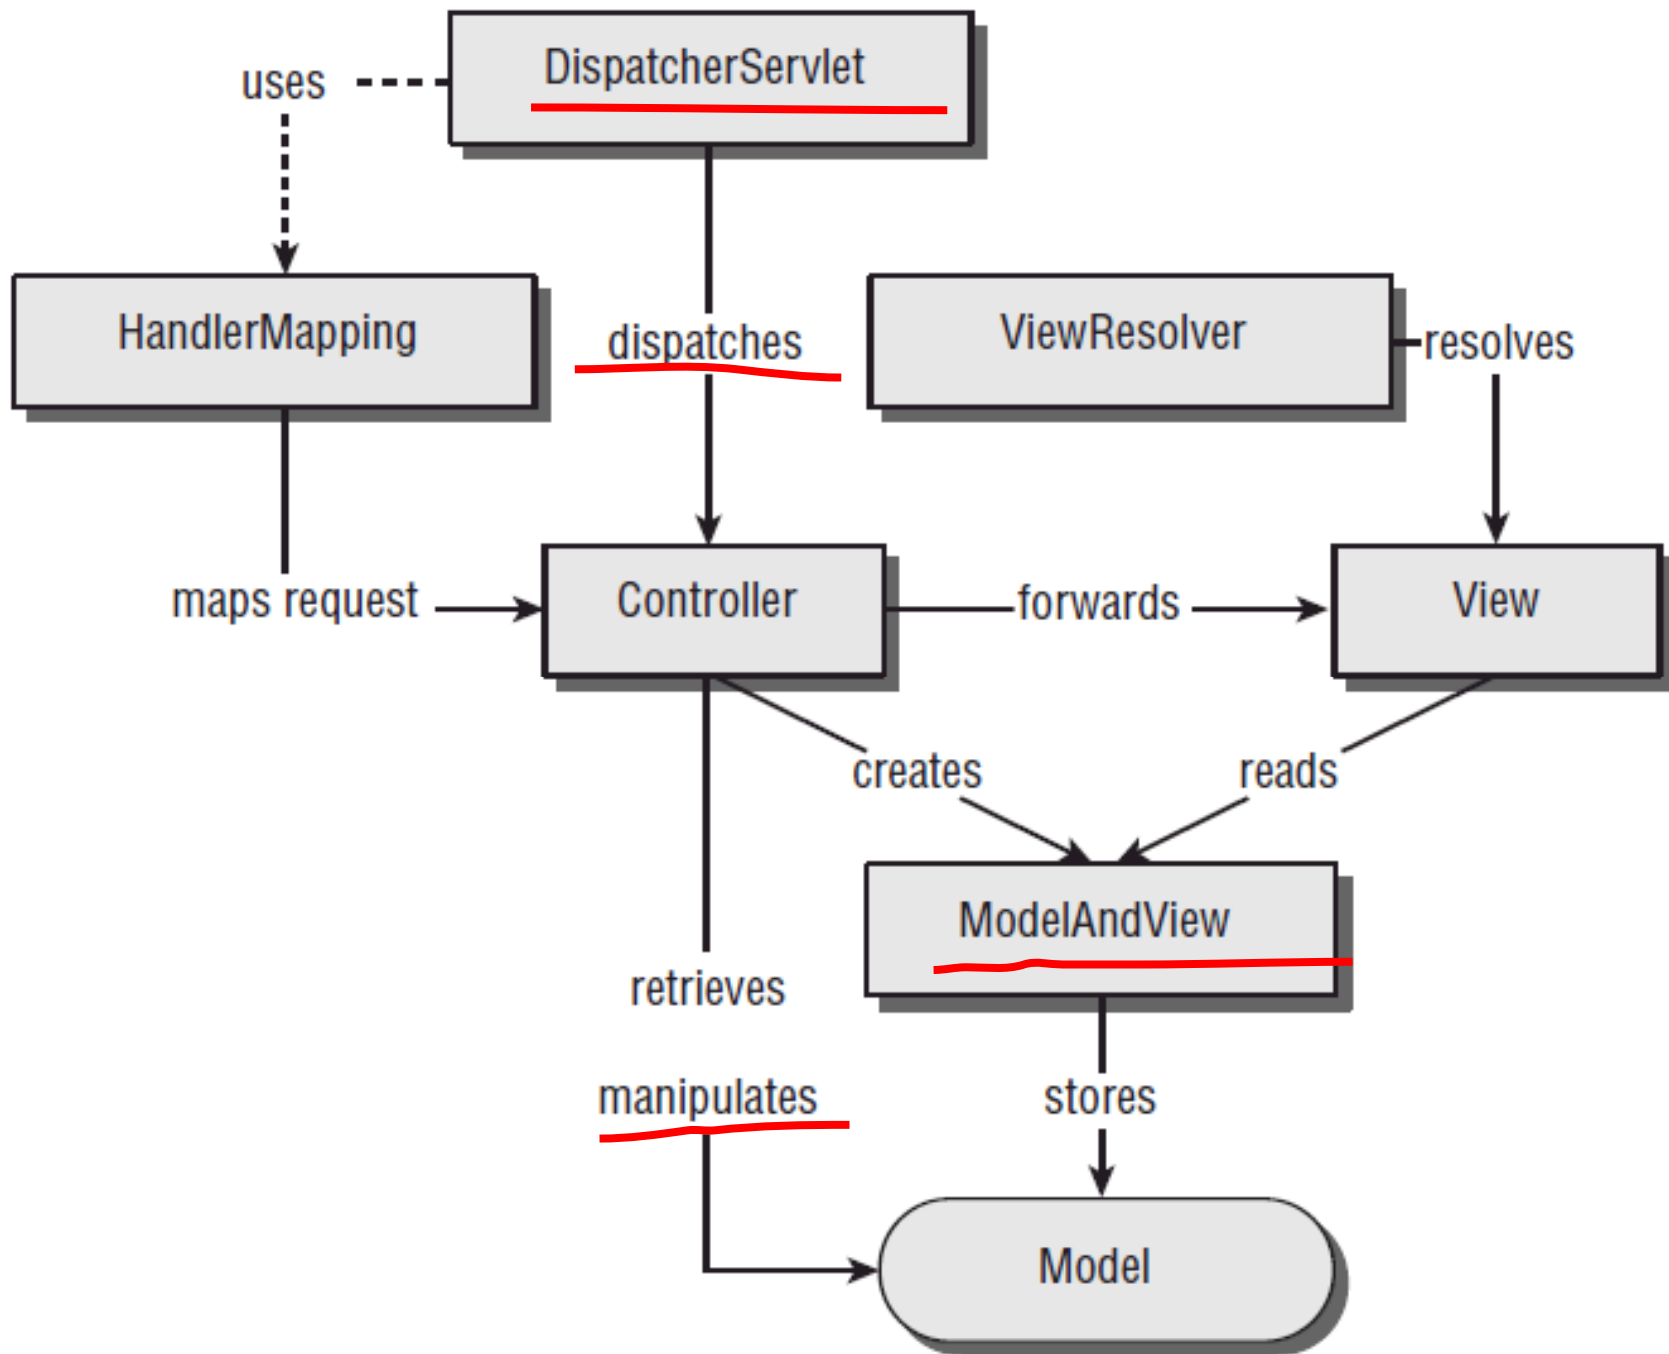 DispatcherServlet
uses
HandlerMapping
dispatches
ViewResolver
resolves
maps request
Controller
forwards
View
creates
reads
ModelAndView
retrieves
manipulates
stores
Model